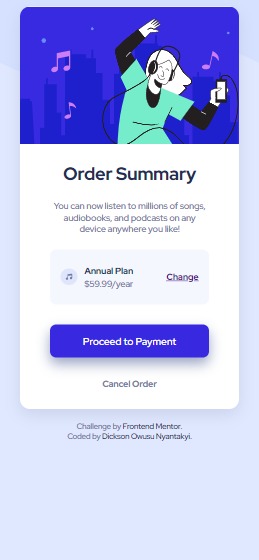 Order Summary
You can now listen to millions of songs,
audiobooks, and podcasts on any
device anywhere you like!
Annual Plan
$59.99/year
Change
Proceed to Payment
Cancel Order
Challenge by Frontend Mentor.
Coded by Dickson Owusu Nyantakyi.